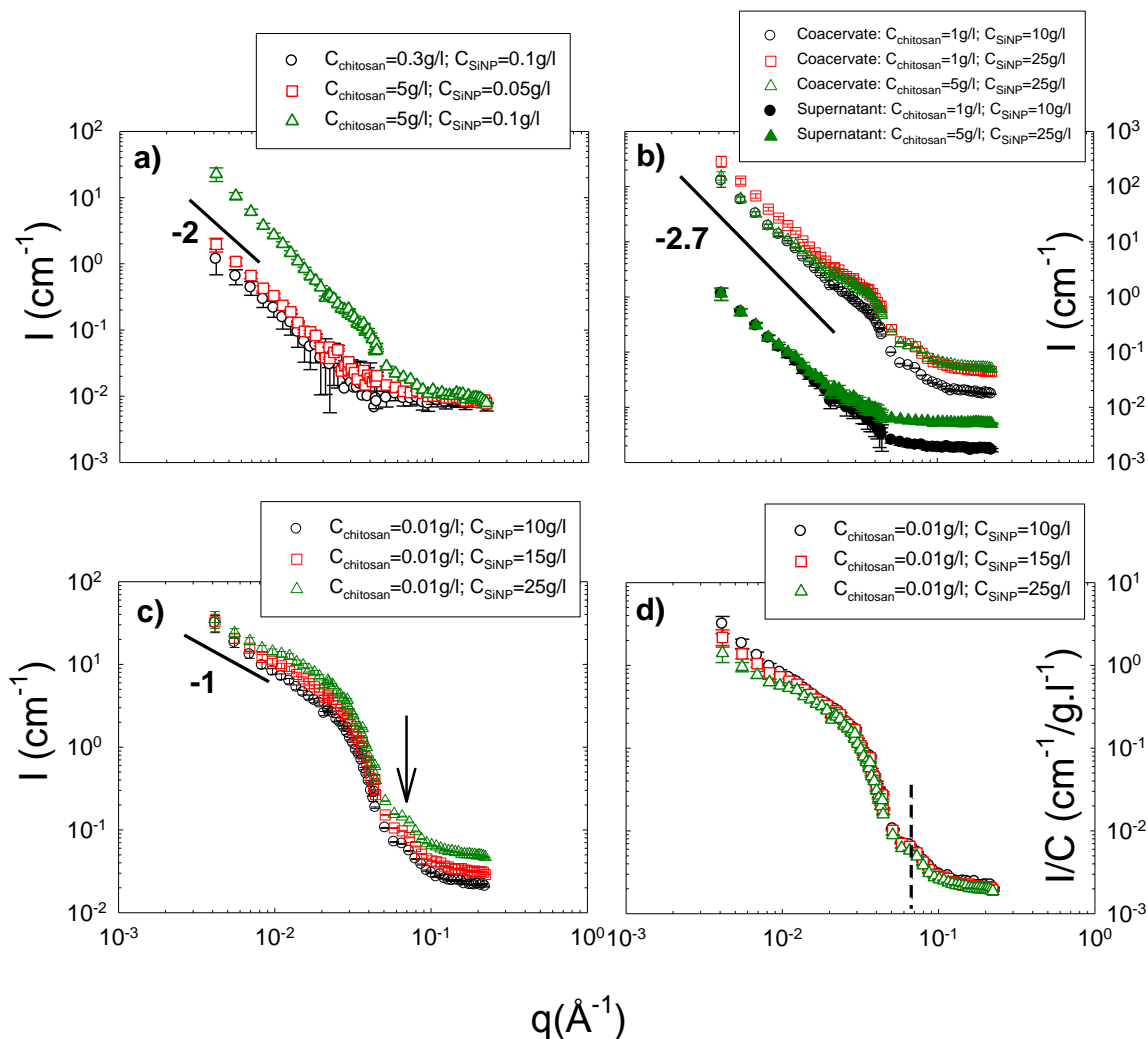 C_chitosan=0.3g/l; C_SiNP=0.1g/l
C_chitosan=5g/l; C_SiNP=0.05g/l
C_chitosan=5g/l; C_SiNP=0.1g/l
a)
-2
I (cm^-1)
10^2
10^1
10^0
10^-1
10^-2
10^-3
Coacervate: C_chitosan=1g/l; C_SiNP=10g/l
Coacervate: C_chitosan=1g/l; C_SiNP=25g/l
Coacervate: C_chitosan=5g/l; C_SiNP=25g/l
Supernatant: C_chitosan=1g/l; C_SiNP=10g/l
Supernatant: C_chitosan=5g/l; C_SiNP=25g/l
b)
-2.7
10^3
10^2
10^1
10^0
10^-1
10^-2
10^-3
I (cm^-1)
C_chitosan=0.01g/l; C_SiNP=10g/l
C_chitosan=0.01g/l; C_SiNP=15g/l
C_chitosan=0.01g/l; C_SiNP=25g/l
c)
-1
I (cm^-1)
10^2
10^1
10^0
10^-1
10^-2
10^-3
10^-2
10^-1
10^0
C_chitosan=0.01g/l; C_SiNP=10g/l
C_chitosan=0.01g/l; C_SiNP=15g/l
C_chitosan=0.01g/l; C_SiNP=25g/l
d)
10^2
10^1
10^0
10^-1
10^-2
10^-3
I/C (cm^-1/g.l^-1)
10^-3
10^-2
10^-1
10^0
q(Å^-1)